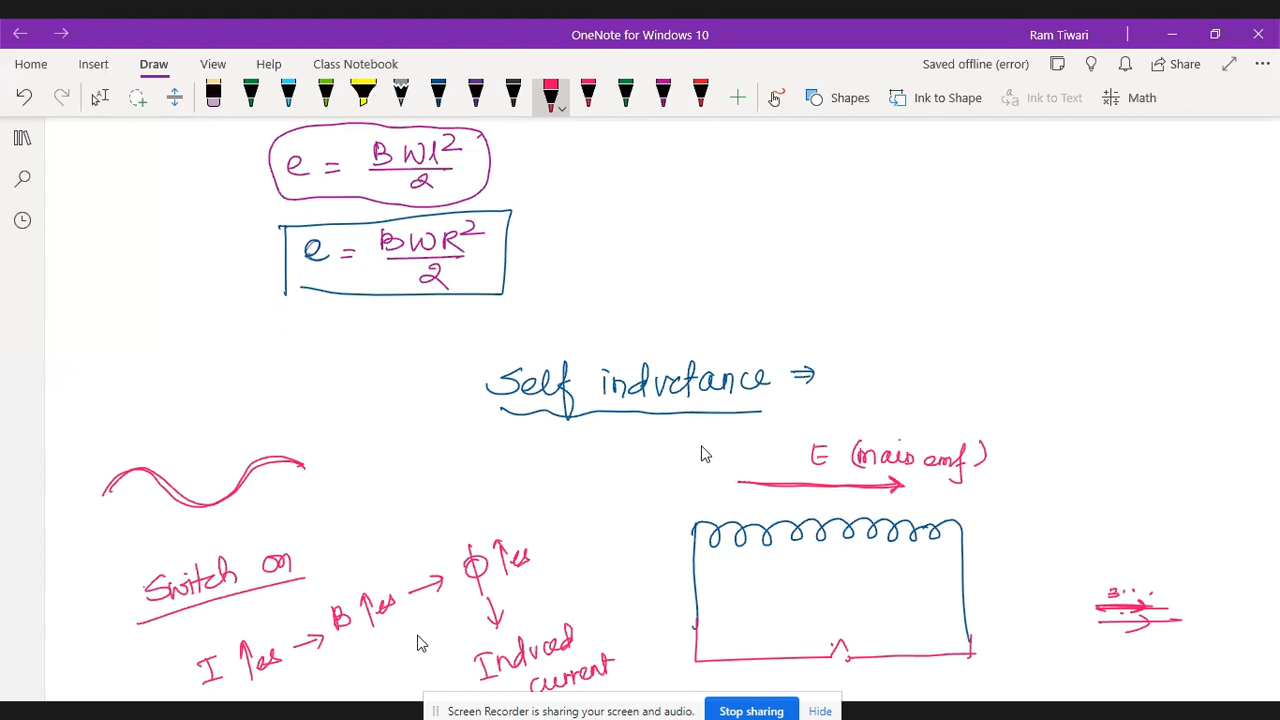 OneNote for Windows 10
Ram Tiwari
Home Insert Draw View Help Class Notebook
Saved offline (error) Share
Shapes Ink to Shape Ink to Text Math
e = BWl²/2
e = BWR²/2
Self inductance ⇒
E (main emf)
Switch on
I ↑es → B ↑es → Φ ↑es
↓
Induced
current
Screen Recorder is sharing your screen and audio. Stop sharing Hide